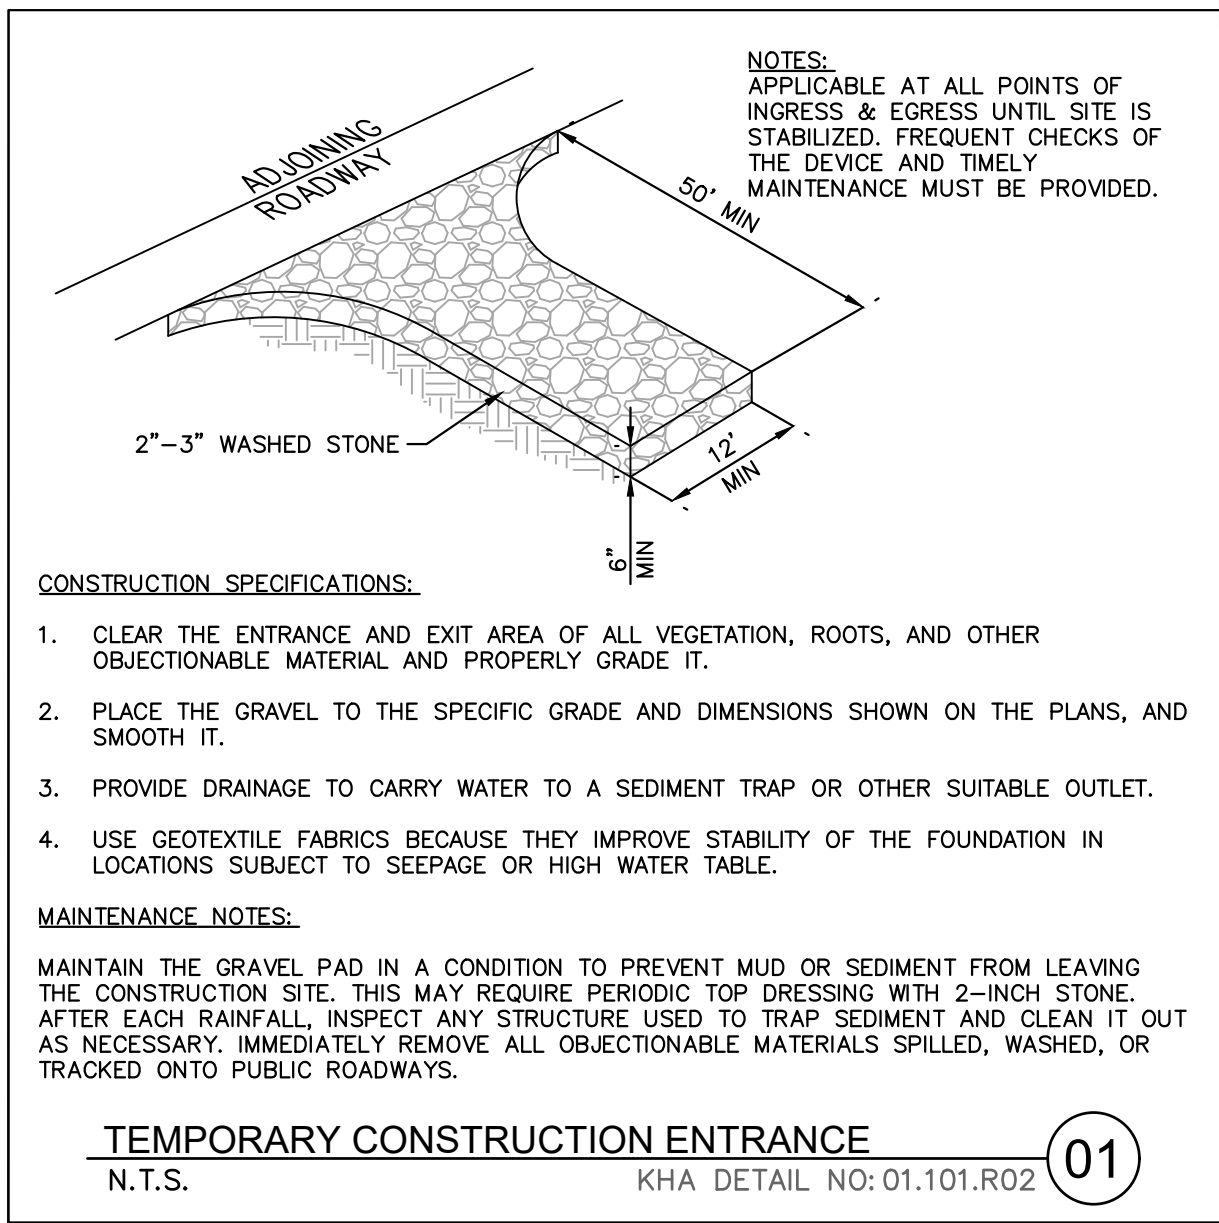 NOTES:
APPLICABLE AT ALL POINTS OF
INGRESS & EGRESS UNTIL SITE IS
STABILIZED. FREQUENT CHECKS OF
THE DEVICE AND TIMELY
MAINTENANCE MUST BE PROVIDED.
ADJOINING
ROADWAY
50' MIN
2"-3" WASHED STONE
12'
MIN
6"
MIN
CONSTRUCTION SPECIFICATIONS:
1. CLEAR THE ENTRANCE AND EXIT AREA OF ALL VEGETATION, ROOTS, AND OTHER
OBJECTIONABLE MATERIAL AND PROPERLY GRADE IT.
2. PLACE THE GRAVEL TO THE SPECIFIC GRADE AND DIMENSIONS SHOWN ON THE PLANS, AND
SMOOTH IT.
3. PROVIDE DRAINAGE TO CARRY WATER TO A SEDIMENT TRAP OR OTHER SUITABLE OUTLET.
4. USE GEOTEXTILE FABRICS BECAUSE THEY IMPROVE STABILITY OF THE FOUNDATION IN
LOCATIONS SUBJECT TO SEEPAGE OR HIGH WATER TABLE.
MAINTENANCE NOTES:
MAINTAIN THE GRAVEL PAD IN A CONDITION TO PREVENT MUD OR SEDIMENT FROM LEAVING
THE CONSTRUCTION SITE. THIS MAY REQUIRE PERIODIC TOP DRESSING WITH 2-INCH STONE.
AFTER EACH RAINFALL, INSPECT ANY STRUCTURE USED TO TRAP SEDIMENT AND CLEAN IT OUT
AS NECESSARY. IMMEDIATELY REMOVE ALL OBJECTIONABLE MATERIALS SPILLED, WASHED, OR
TRACKED ONTO PUBLIC ROADWAYS.
TEMPORARY CONSTRUCTION ENTRANCE
01
N.T.S.
KHA DETAIL NO: 01.101.R02